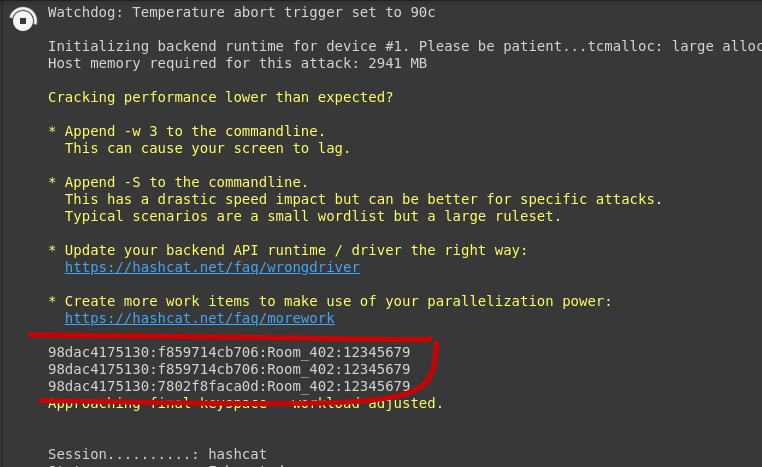 Watchdog: Temperature abort trigger set to 90c
Initializing backend runtime for device #1. Please be patient...tcmalloc: large alloc
Host memory required for this attack: 2941 MB
Cracking performance lower than expected?
* Append -w 3 to the commandline.
This can cause your screen to lag.
* Append -S to the commandline.
This has a drastic speed impact but can be better for specific attacks.
Typical scenarios are a small wordlist but a large ruleset.
* Update your backend API runtime / driver the right way:
https://hashcat.net/faq/wrongdriver
* Create more work items to make use of your parallelization power:
https://hashcat.net/faq/morework
98dac4175130:f859714cb706:Room_402:12345679
98dac4175130:f859714cb706:Room_402:12345679
98dac4175130:7802f8faca0d:Room_402:12345679
Approaching final keyspace - workload adjusted.
Session..........: hashcat